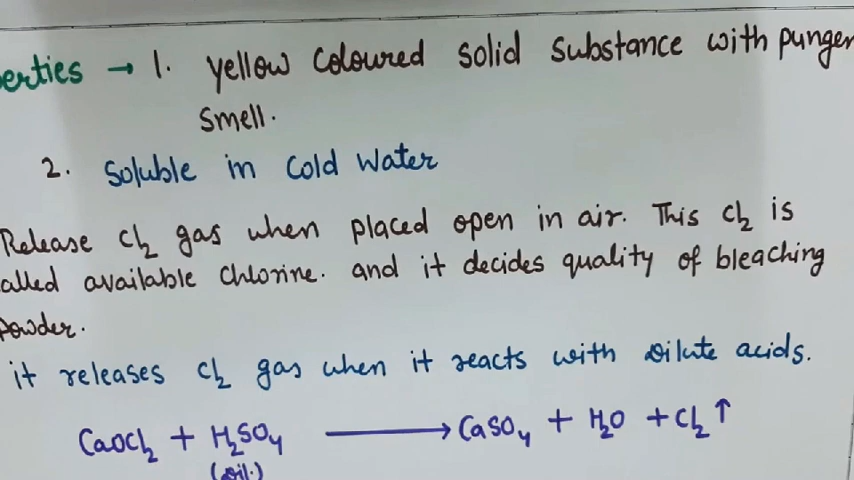 erties → 1. yellow coloured solid substance with punger
smell.
2. soluble in cold water
Release Cl₂ gas when placed open in air. This Cl₂ is
alled available chlorine. and it decides quality of bleaching
powder.
it releases Cl₂ gas when it reacts with dilute acids.
CaOCl₂ + H₂SO₄ → CaSO₄ + H₂O + Cl₂ ↑
(dil.)